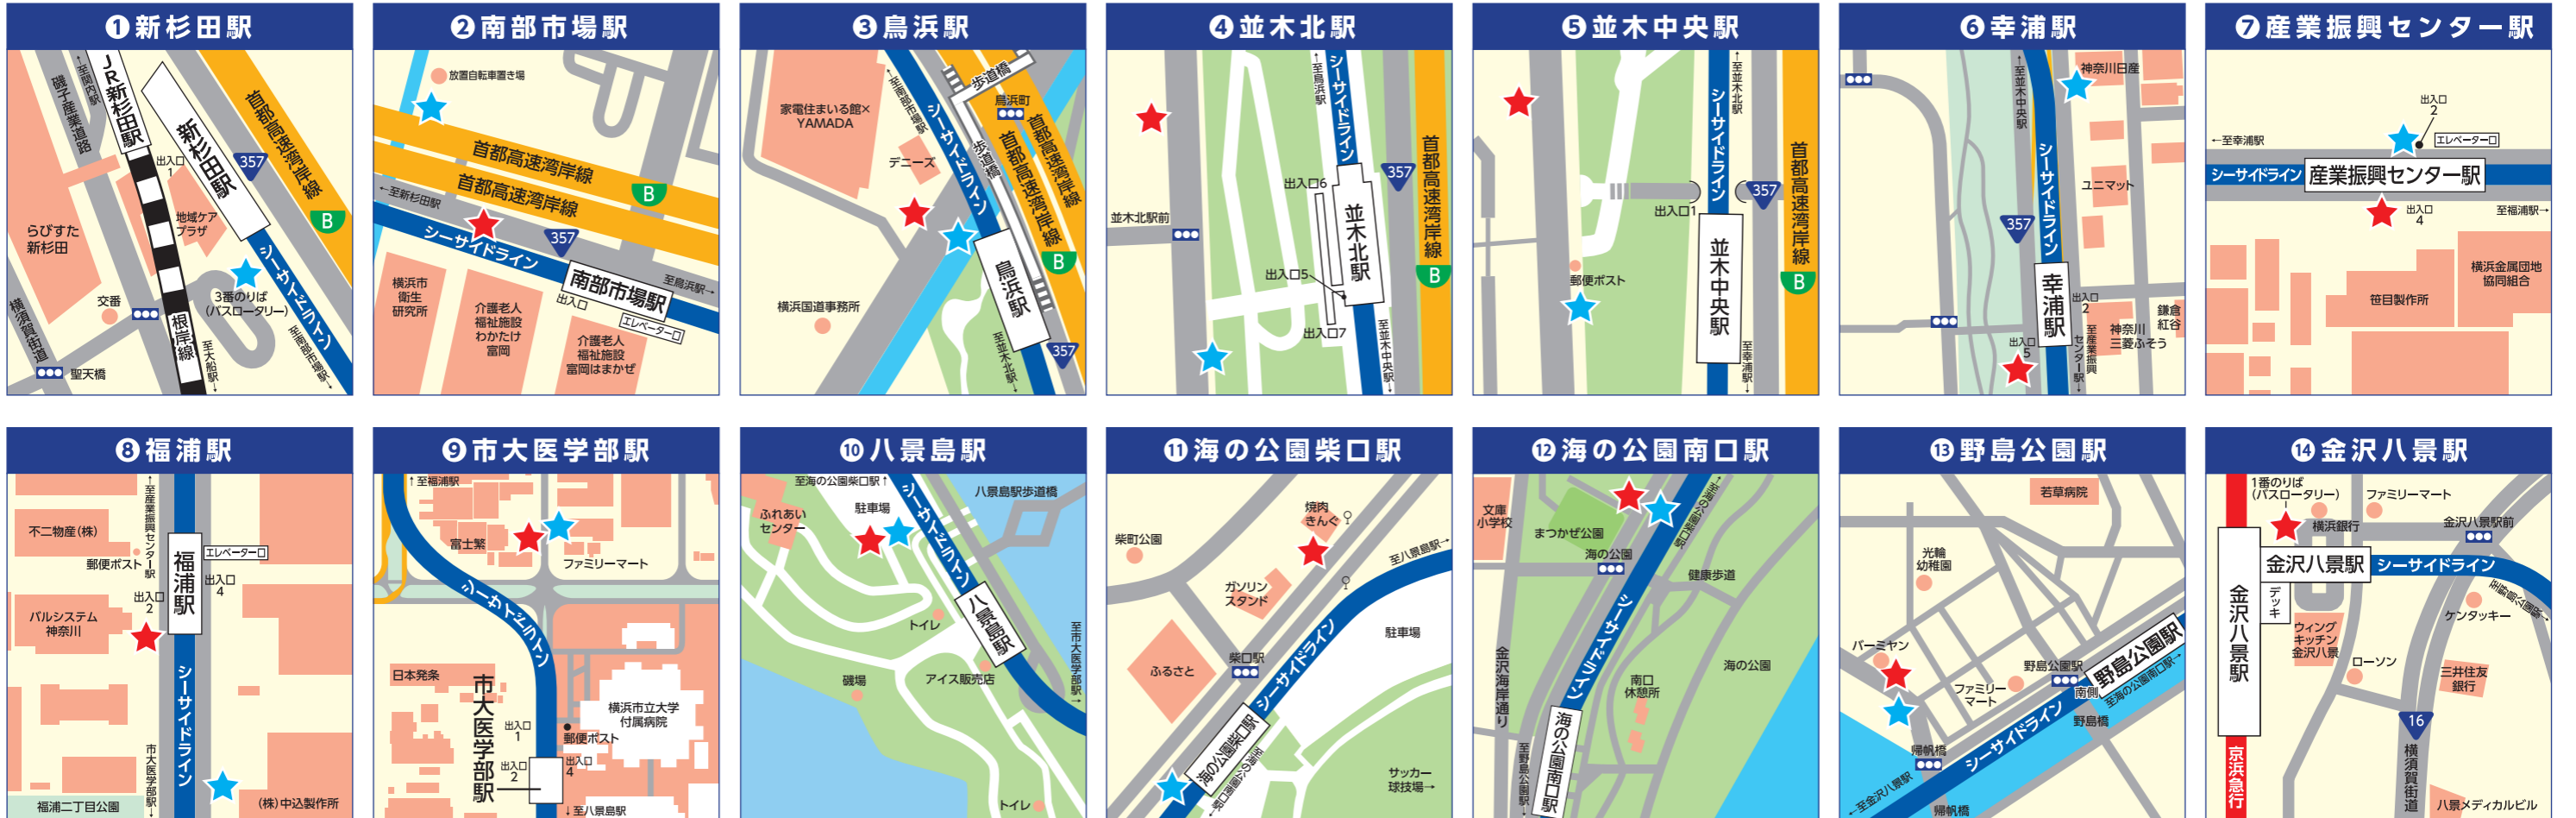 ❶新杉田駅
磯子産業道路
←至関内駅
JR新杉田駅
首都高速湾岸線
新杉田駅
357
出入口
1
B
地域ケア
プラザ
らびすた
新杉田
シーサイドライン
3番のりば
(バスロータリー)
交番
横須賀街道
根岸線
至大船駅→
至南部市場駅→
聖天橋
❷南部市場駅
放置自転車置き場
首都高速湾岸線
首都高速湾岸線
B
←至新杉田駅
シーサイドライン
357
南部市場駅
至鳥浜駅→
出入口
エレベーター口
横浜市
衛生
研究所
介護老人
福祉施設
わかたけ
富岡
介護老人
福祉施設
富岡はまかぜ
❸鳥浜駅
歩道橋
←至南部市場駅
家電住まいる館×
YAMADA
シーサイドライン
鳥浜町
首都高速湾岸線
首都高速湾岸線
歩道橋
デニーズ
B
鳥浜駅
横浜国道事務所
至並木北駅→
357
❹並木北駅
←至鳥浜駅
シーサイドライン
首都高速湾岸線
357
出入口6
並木北駅前
並木北駅
出入口5
B
出入口7
至並木中央駅→
❺並木中央駅
←至並木北駅
シーサイドライン
首都高速湾岸線
357
出入口1
並木中央駅
郵便ポスト
B
至幸浦駅→
❻幸浦駅
←至並木中央駅
神奈川日産
シーサイドライン
ユニマット
357
幸浦駅
出入口
2
鎌倉
紅谷
神奈川
三菱ふそう
出入口
5
至産業振興
センター駅→
❼産業振興センター駅
出入口
2
エレベーター口
←至幸浦駅
シーサイドライン
産業振興センター駅
出入口
4
至福浦駅→
横浜金属団地
協同組合
笹目製作所
❽福浦駅
←至産業振興センター駅
不二物産(株)
郵便ポスト
福浦駅
エレベーター口
出入口
4
出入口
2
パルシステム
神奈川
シーサイドライン
市大医学部駅→
福浦二丁目公園
(株)中込製作所
❾市大医学部駅
↑至福浦駅
富士繁
ファミリーマート
シーサイドライン
日本発条
市大医学部駅
横浜市立大学
付属病院
出入口
1
郵便ポスト
出入口
2
出入口
4
↓至八景島駅
❿八景島駅
至海の公園柴口駅↑
シーサイドライン
八景島駅歩道橋
ふれあい
センター
駐車場
八景島駅
トイレ
至市大医学部駅→
磯場
アイス販売店
トイレ
⓫海の公園柴口駅
焼肉
きんぐ
柴町公園
至八景島駅→
ガソリン
スタンド
シーサイドライン
駐車場
柴口駅
ふるさと
海の公園柴口駅
至海の公園南口駅→
サッカー
球技場→
⓬海の公園南口駅
文庫
小学校
まつかぜ公園
←至海の公園柴口駅
海の公園
健康歩道
シーサイドライン
金沢海岸通り
南口
休憩所
海の公園
海の公園南口駅
至野島公園駅→
⓭野島公園駅
若草病院
光輪
幼稚園
バーミヤン
野島公園駅
野島公園駅
ファミリー
マート
南側
至海の公園南口駅→
野島橋
シーサイドライン
帰帆橋
←至金沢八景駅
帰帆橋
⓮金沢八景駅
1番のりば
(バスロータリー)
ファミリーマート
横浜銀行
金沢八景駅前
金沢八景駅
シーサイドライン
デッキ
金沢八景駅
至野島公園駅→
ケンタッキー
ウィング
キッチン
金沢八景
ローソン
三井住友
銀行
16
京浜急行
横須賀街道
八景メディカルビル